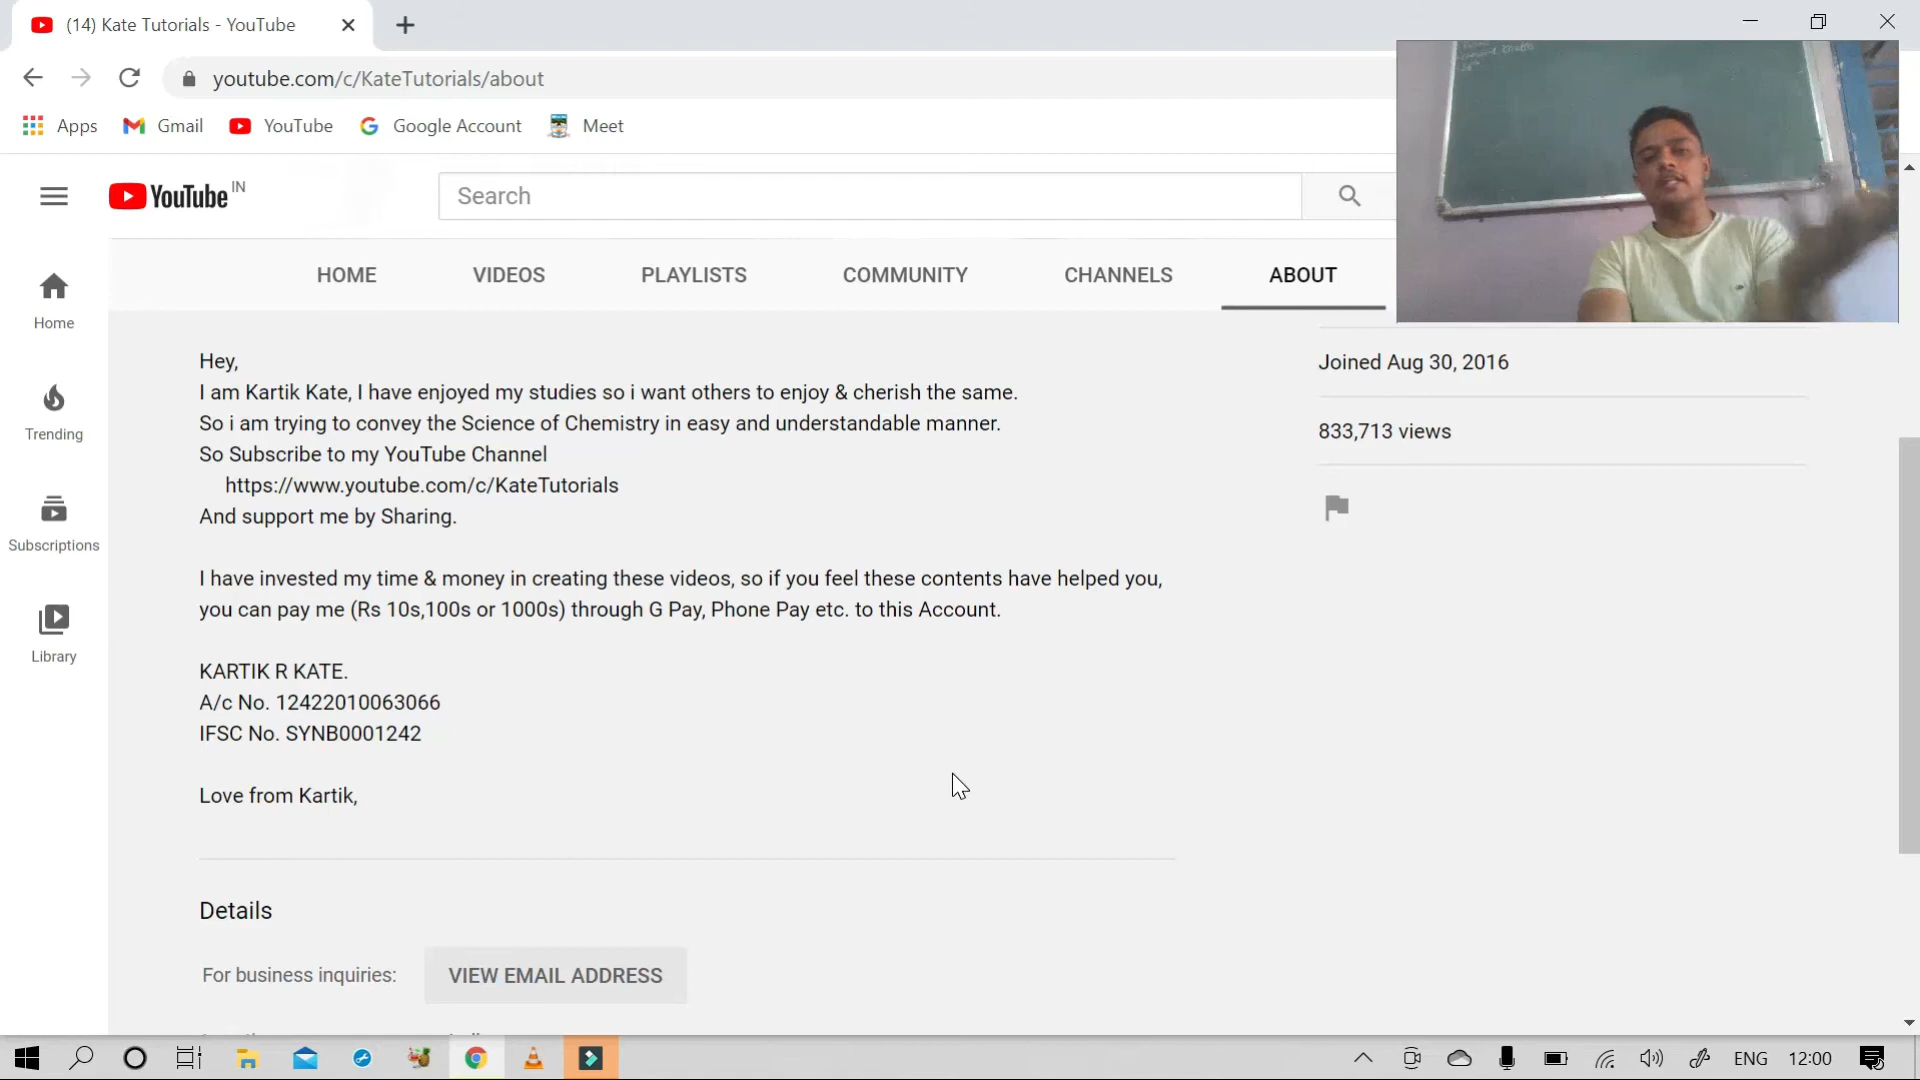 (14) Kate Tutorials - YouTube
youtube.com/c/KateTutorials/about
Apps
Gmail
YouTube
Google Account
Meet
YouTube IN
Search
HOME
VIDEOS
PLAYLISTS
COMMUNITY
CHANNELS
ABOUT
Home
Trending
Subscriptions
Library
Hey,
I am Kartik Kate, I have enjoyed my studies so i want others to enjoy & cherish the same.
So i am trying to convey the Science of Chemistry in easy and understandable manner.
So Subscribe to my YouTube Channel
https://www.youtube.com/c/KateTutorials
And support me by Sharing.
I have invested my time & money in creating these videos, so if you feel these contents have helped you,
you can pay me (Rs 10s,100s or 1000s) through G Pay, Phone Pay etc. to this Account.
KARTIK R KATE.
A/c No. 12422010063066
IFSC No. SYNB0001242
Love from Kartik,
Joined Aug 30, 2016
833,713 views
Details
For business inquiries:
VIEW EMAIL ADDRESS
ENG
12:00